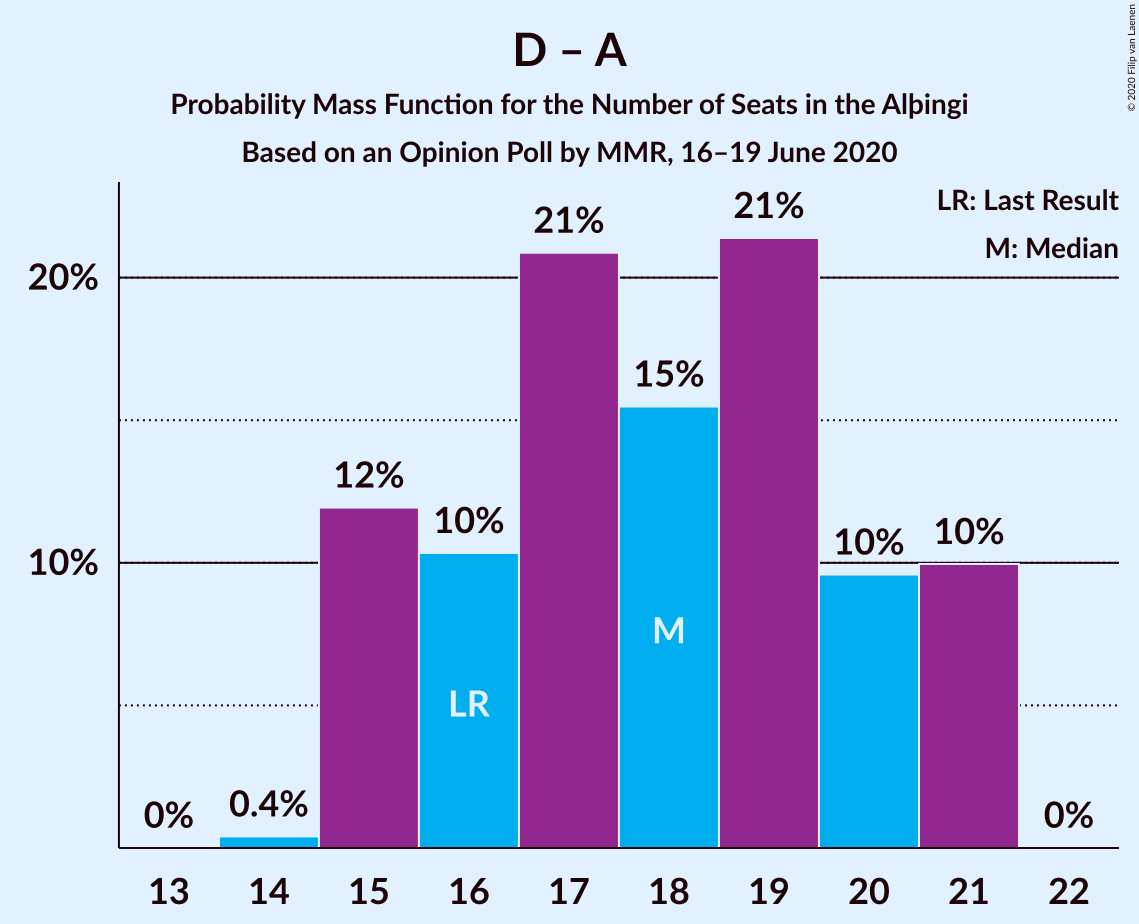 D – A
Probability Mass Function for the Number of Seats in the Alþingi
Based on an Opinion Poll by MMR, 16–19 June 2020
© 2020 Filip van Laenen
LR: Last Result
M: Median
20%
10%
0%
0.4%
12%
10%
21%
15%
21%
10%
10%
0%
LR
M
13
14
15
16
17
18
19
20
21
22